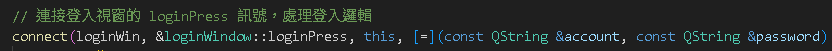 // 連接登入視窗的 loginPress 訊號，處理登入邏輯
connect(loginWin, &loginWindow::loginPress, this, [=](const QString &account, const QString &password)